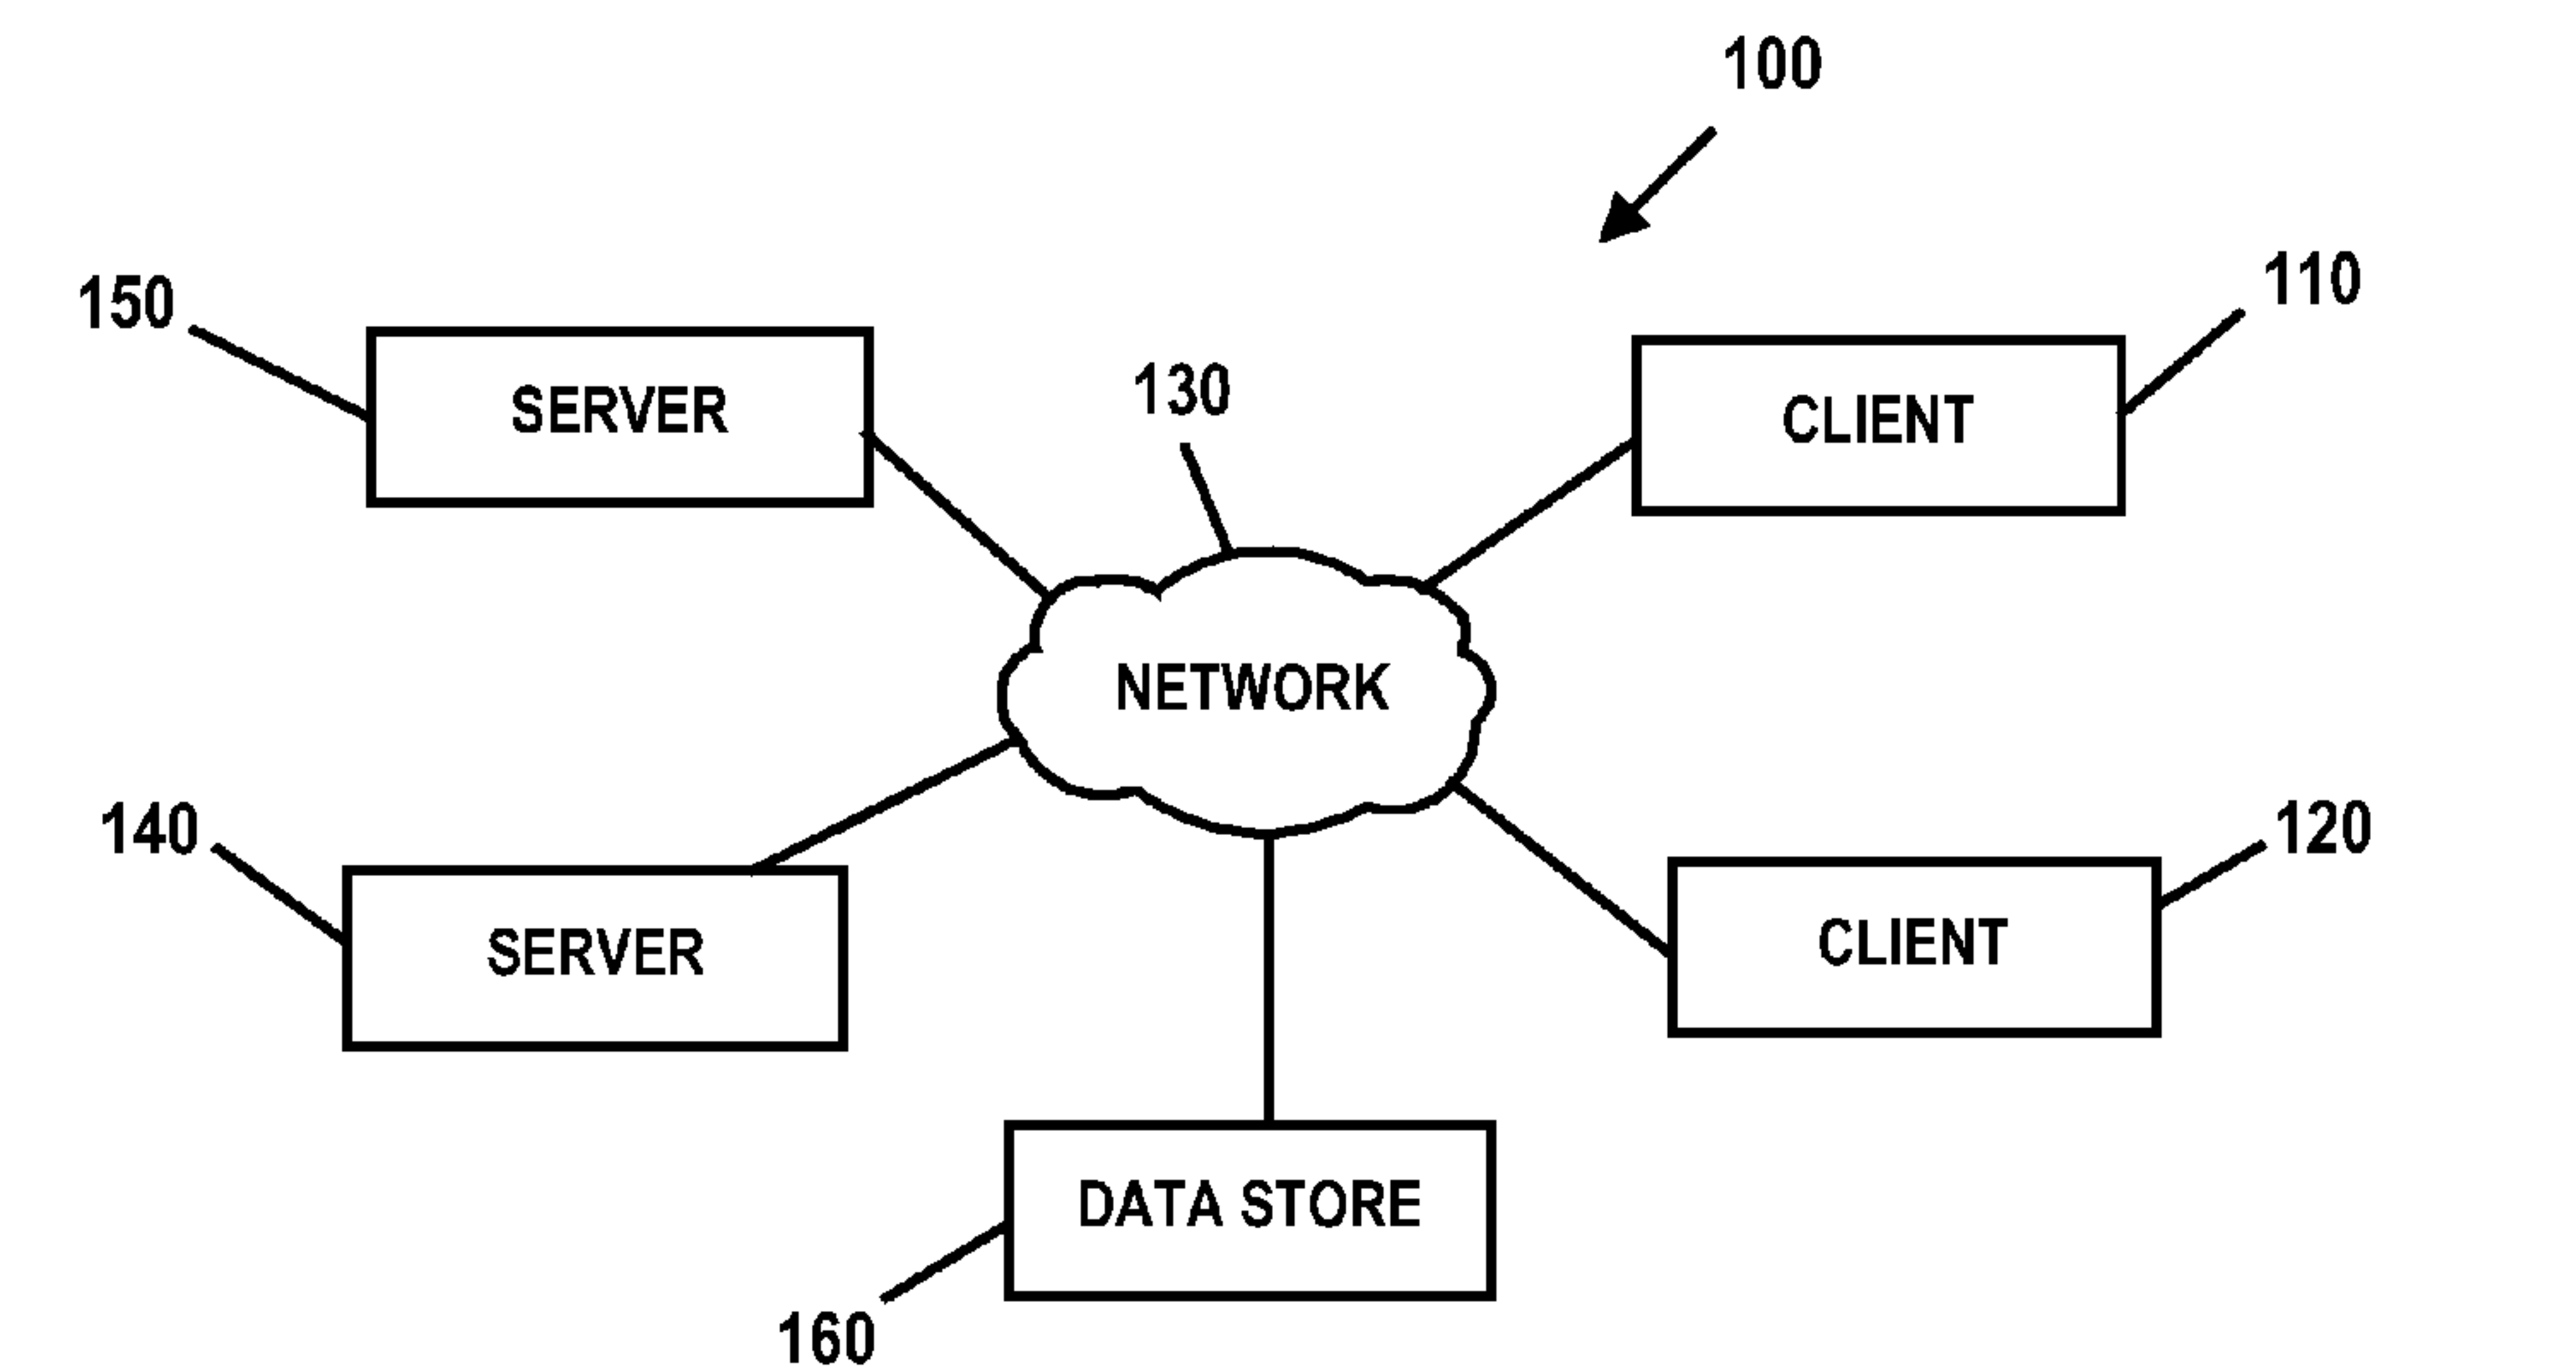 100
110
150
130
SERVER
CLIENT
NETWORK
140
120
SERVER
CLIENT
DATA STORE
160